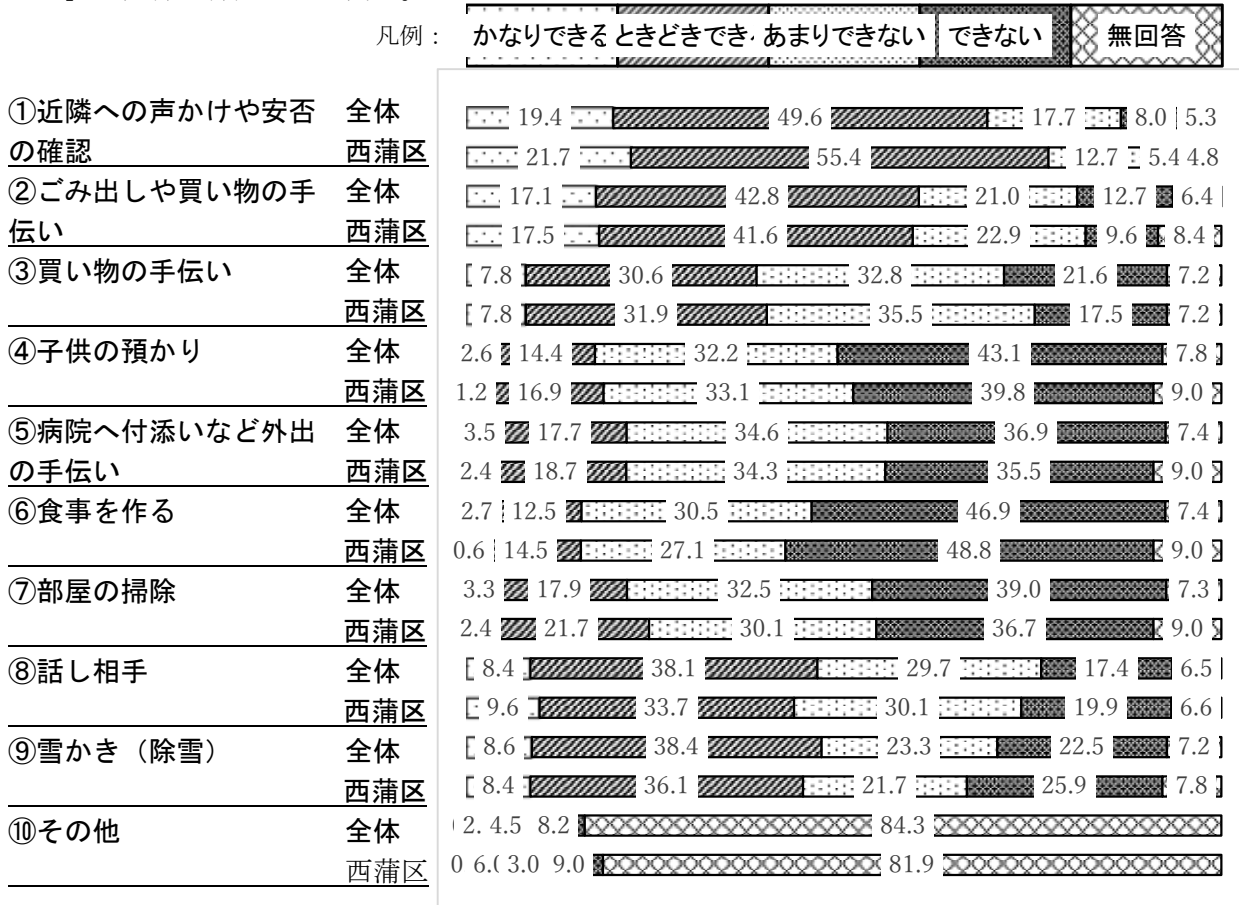 凡例： かなりできる ときどきでき あまりできない できない 無回答
①近隣への声かけや安否 全体 19.4 49.6 17.7 8.0 5.3
の確認 西蒲区 21.7 55.4 12.7 5.4 4.8
②ごみ出しや買い物の手 全体 17.1 42.8 21.0 12.7 6.4
伝い 西蒲区 17.5 41.6 22.9 9.6 8.4
③買い物の手伝い 全体 7.8 30.6 32.8 21.6 7.2
西蒲区 7.8 31.9 35.5 17.5 7.2
④子供の預かり 全体 2.6 14.4 32.2 43.1 7.8
西蒲区 1.2 16.9 33.1 39.8 9.0
⑤病院へ付添いなど外出 全体 3.5 17.7 34.6 36.9 7.4
の手伝い 西蒲区 2.4 18.7 34.3 35.5 9.0
⑥食事を作る 全体 2.7 12.5 30.5 46.9 7.4
西蒲区 0.6 14.5 27.1 48.8 9.0
⑦部屋の掃除 全体 3.3 17.9 32.5 39.0 7.3
西蒲区 2.4 21.7 30.1 36.7 9.0
⑧話し相手 全体 8.4 38.1 29.7 17.4 6.5
西蒲区 9.6 33.7 30.1 19.9 6.6
⑨雪かき（除雪） 全体 8.6 38.4 23.3 22.5 7.2
西蒲区 8.4 36.1 21.7 25.9 7.8
⑩その他 全体 2. 4.5 8.2 84.3
西蒲区 0 6. 3.0 9.0 81.9